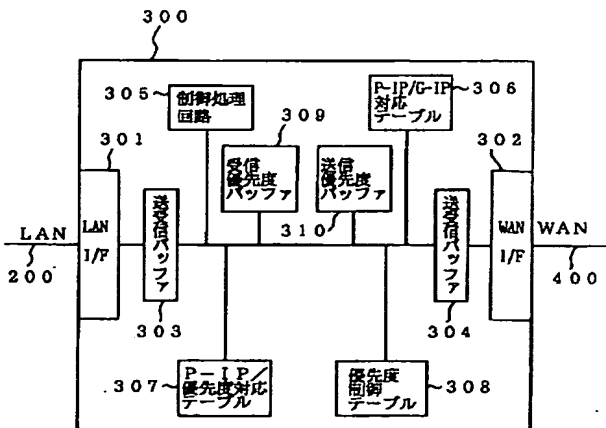 300
305
制御処理
回路
309
P-IP/G-IP
対応
テーブル
306
301
受信
優先度
バッファ
送信
優先度
バッファ
302
310
LAN
LAN
I/F
送受信バッファ
送受信バッファ
WAN
I/F
WAN
200
303
304
400
307
P-IP/
優先度対応
テーブル
優先度
制御
テーブル
308